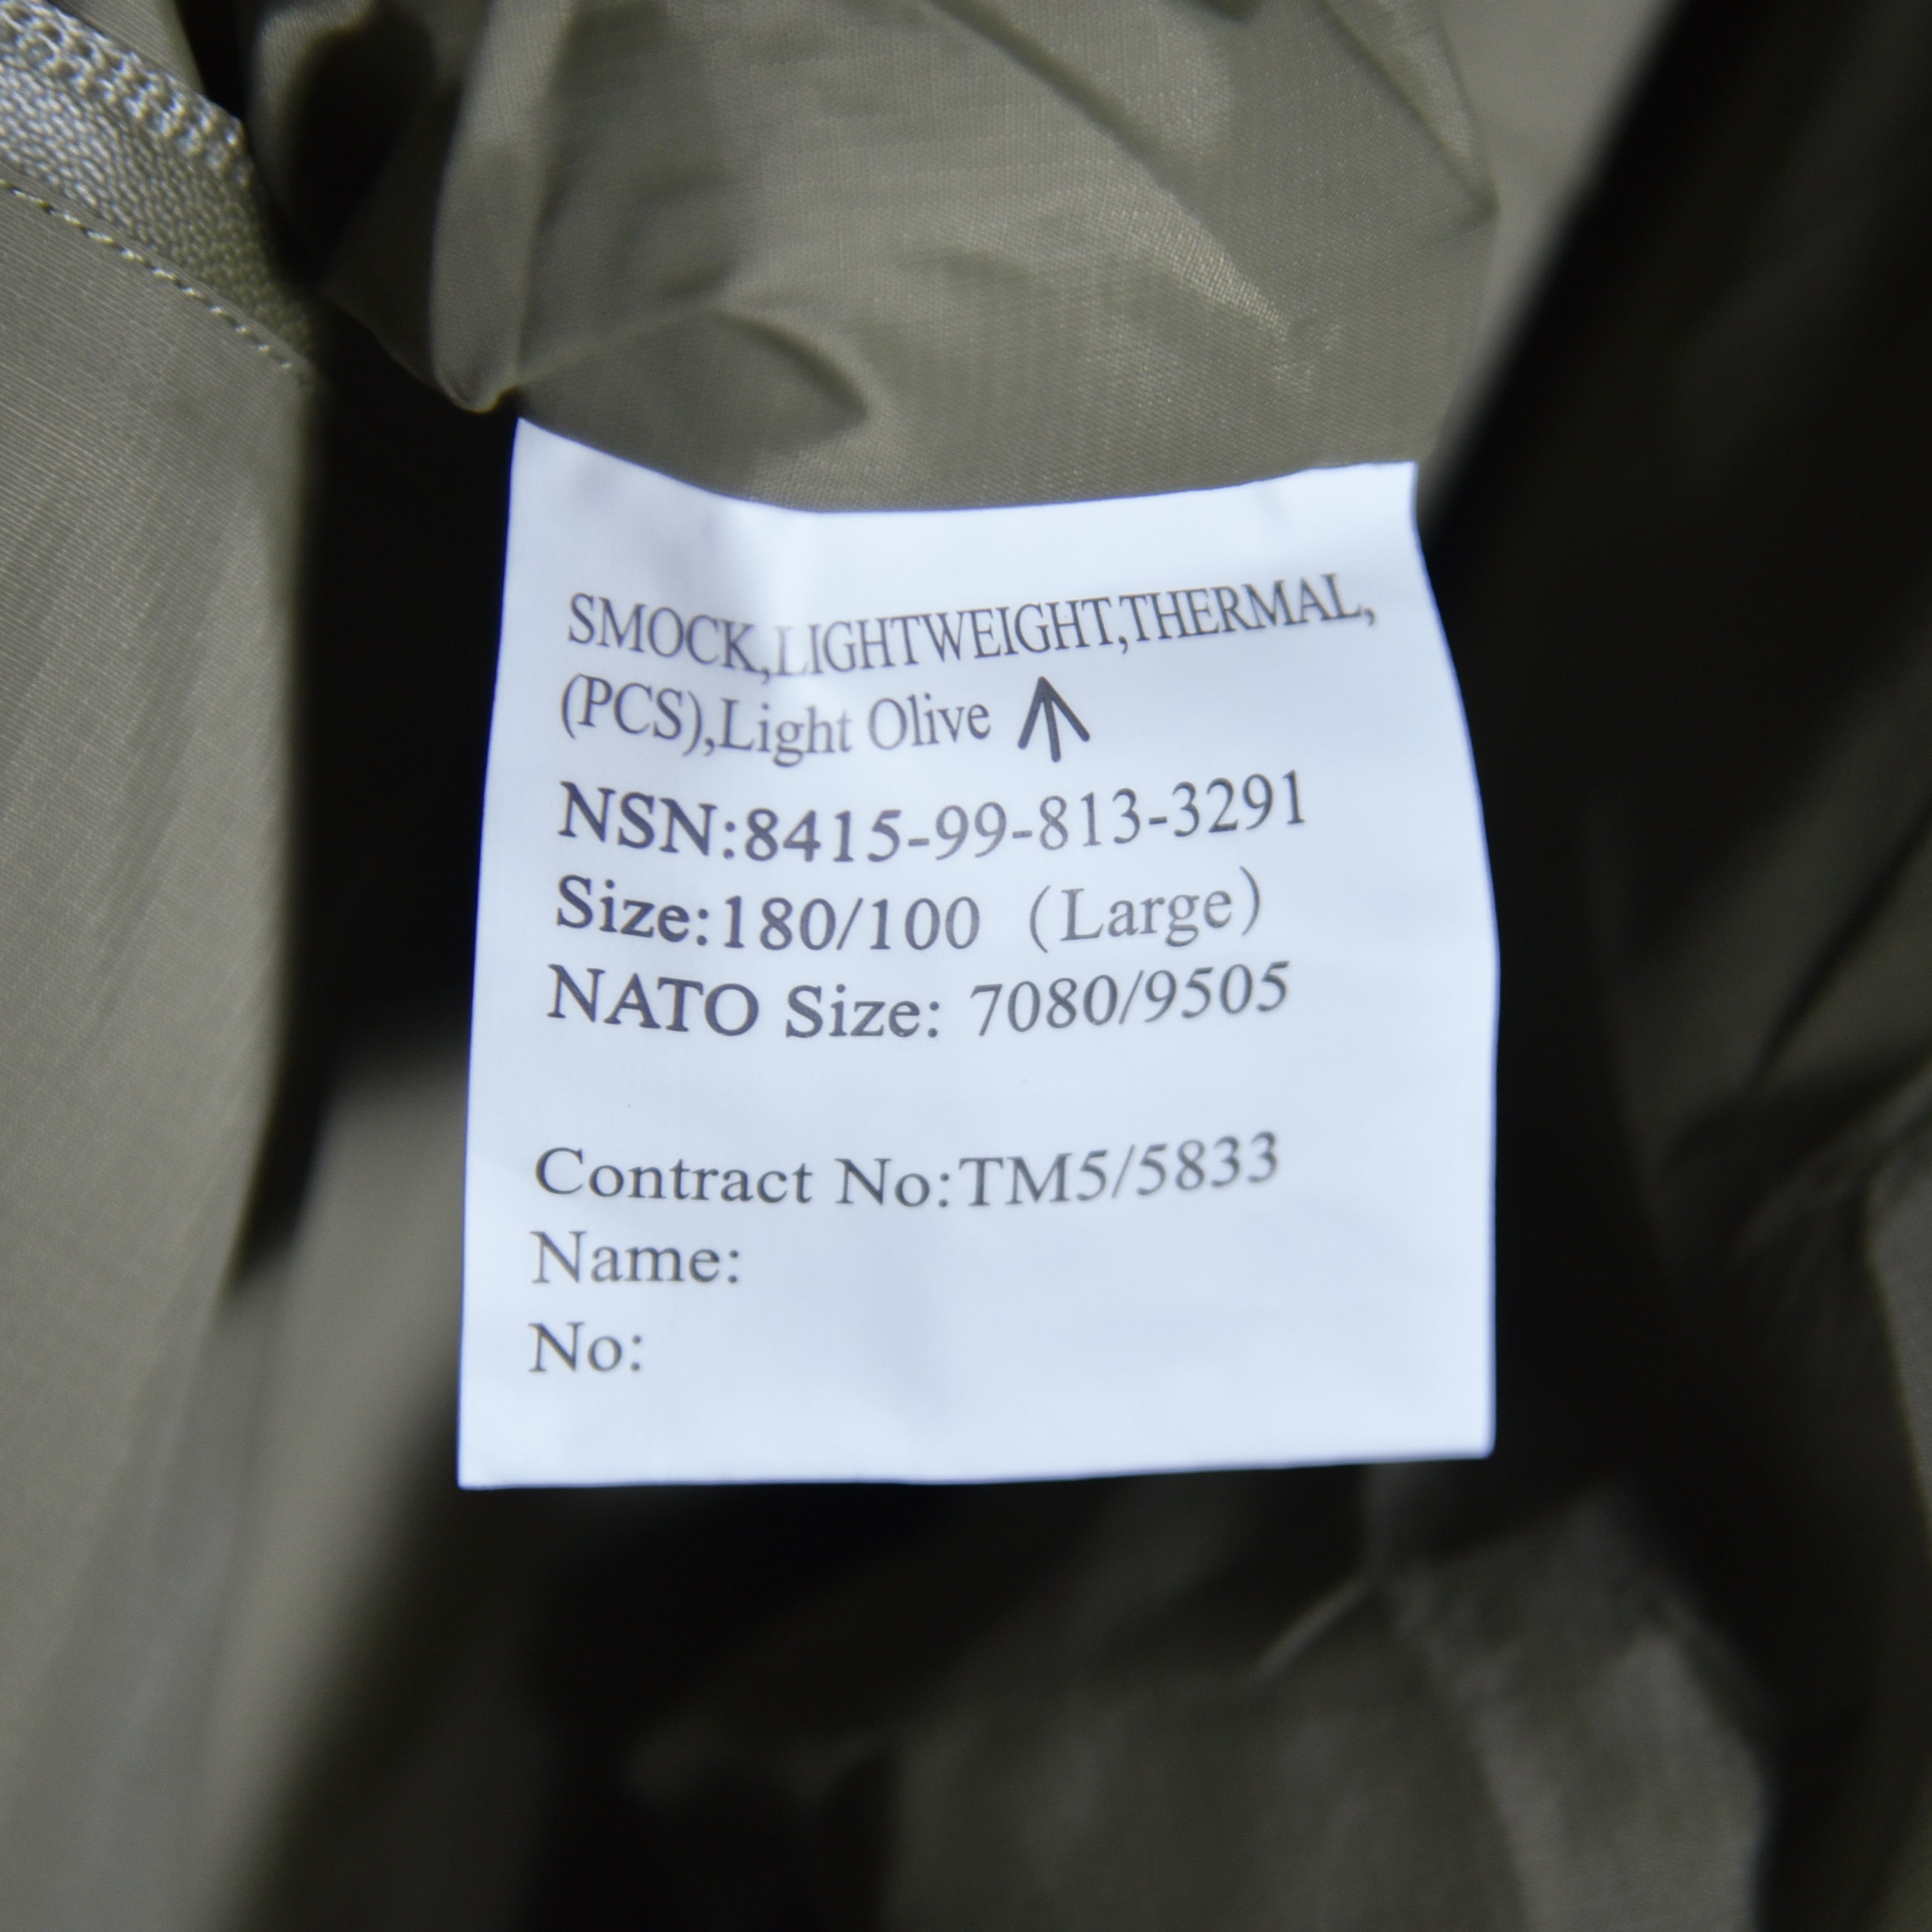 SMOCK,LIGHTWEIGHT,THERMAL,
(PCS),Light Olive
NSN:8415-99-813-3291
Size:180/100 (Large)
NATO Size: 7080/9505
Contract No:TM5/5833
Name:
No: